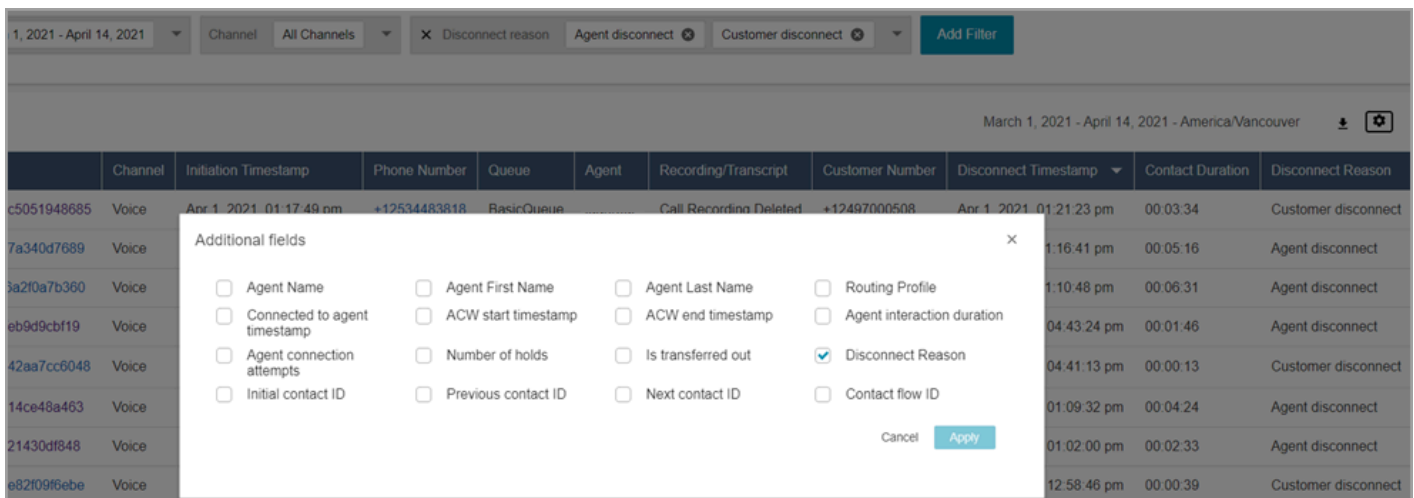 1, 2021 - April 14, 2021 Channel All Channels Disconnect reason Agent disconnect Customer disconnect Add Filter
March 1, 2021 - April 14, 2021 - America/Vancouver
Channel Initiation Timestamp Phone Number Queue Agent Recording/Transcript Customer Number Disconnect Timestamp Contact Duration Disconnect Reason
c5051948685 Voice Apr 1, 2021, 01:17:49 pm +12534483818 BasicQueue Call Recording Deleted +12497000508 Apr 1, 2021, 01:21:23 pm 00:03:34 Customer disconnect
Additional fields
7a340d7689 Voice 1:16:41 pm 00:05:16 Agent disconnect
Agent Name Agent First Name Agent Last Name Routing Profile
6a2f0a7b360 Voice 1:10:48 pm 00:06:31 Agent disconnect
Connected to agent timestamp ACW start timestamp ACW end timestamp Agent interaction duration
eb9d9cbf19 Voice 04:43:24 pm 00:01:46 Agent disconnect
Agent connection attempts Number of holds Is transferred out Disconnect Reason
42aa7cc6048 Voice 04:41:13 pm 00:00:13 Customer disconnect
Initial contact ID Previous contact ID Next contact ID Contact flow ID
14ce48a463 Voice 01:09:32 pm 00:04:24 Agent disconnect
Cancel Apply
21430df848 Voice 01:02:00 pm 00:02:33 Agent disconnect
e82f09f6ebe Voice 12:58:46 pm 00:00:39 Customer disconnect